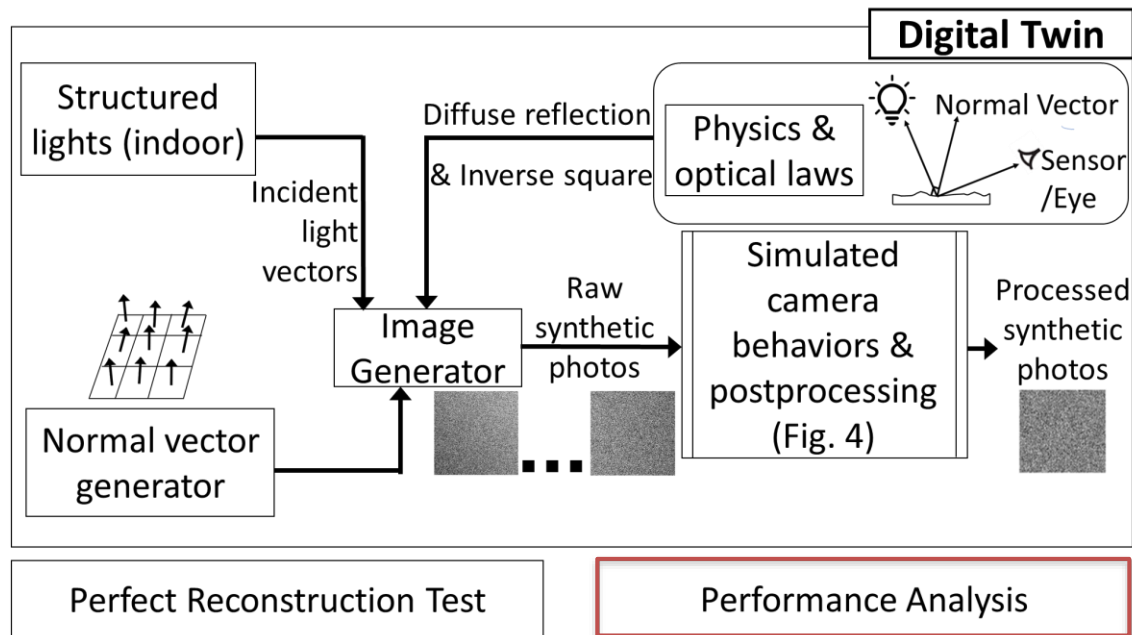 Digital Twin
Structured
lights (indoor)
Incident
light
vectors
Diffuse reflection
& Inverse square
Physics &
optical laws
Normal Vector
Sensor
/Eye
Normal vector
generator
Image
Generator
Raw
synthetic
photos
Simulated
camera
behaviors &
postprocessing
(Fig. 4)
Processed
synthetic
photos
Perfect Reconstruction Test
Performance Analysis